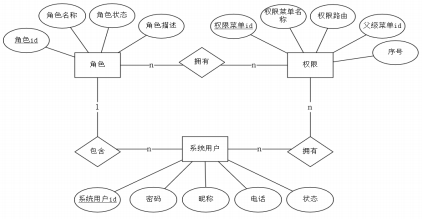 角色名称
角色状态
角色id
角色描述
角色
n
拥有
n
权限菜单id
权限菜单名称
权限路由
父级菜单id
序号
权限
1
n
包含
n
系统用户
n
拥有
系统用户id
密码
昵称
电话
状态